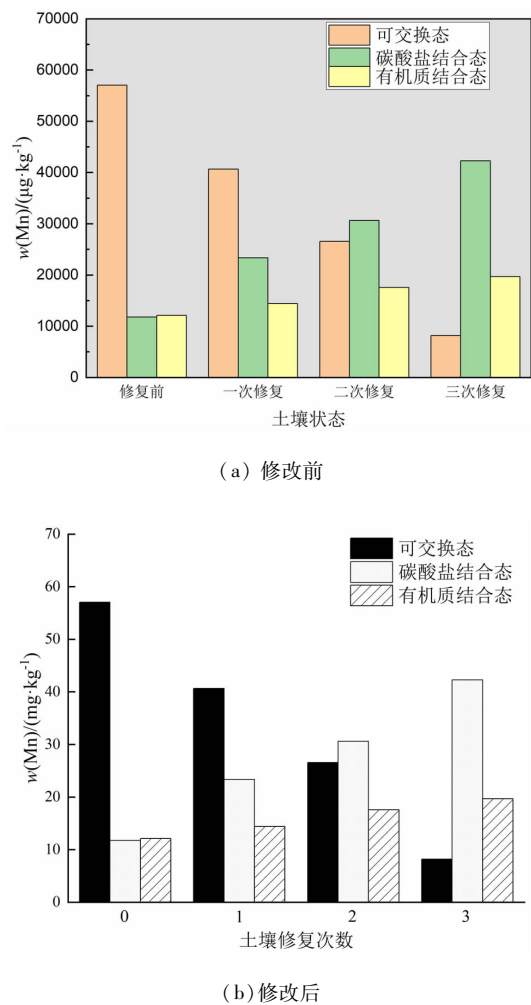 70000
60000
50000
40000
30000
20000
10000
0
w(Mn)/(μg·kg⁻¹)
可交换态
碳酸盐结合态
有机质结合态
修复前 一次修复 二次修复 三次修复
土壤状态
(a) 修改前
70
60
50
40
30
20
10
0
w(Mn)/(mg·kg⁻¹)
可交换态
碳酸盐结合态
有机质结合态
0 1 2 3
土壤修复次数
(b)修改后